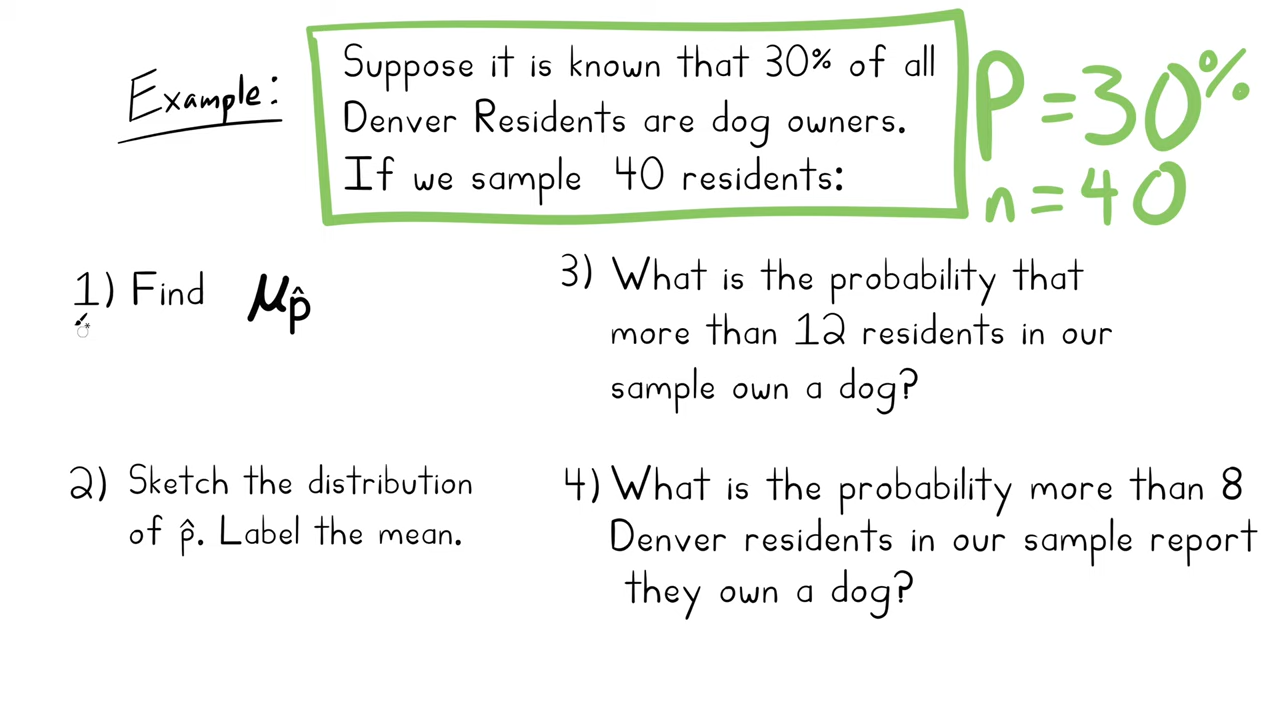 Example:
Suppose it is known that 30% of all
Denver Residents are dog owners.
If we sample 40 residents:
P = 30%
n = 40
1) Find μp̂
2) Sketch the distribution
of p̂. Label the mean.
3) What is the probability that
more than 12 residents in our
sample own a dog?
4) What is the probability more than 8
Denver residents in our sample report
they own a dog?